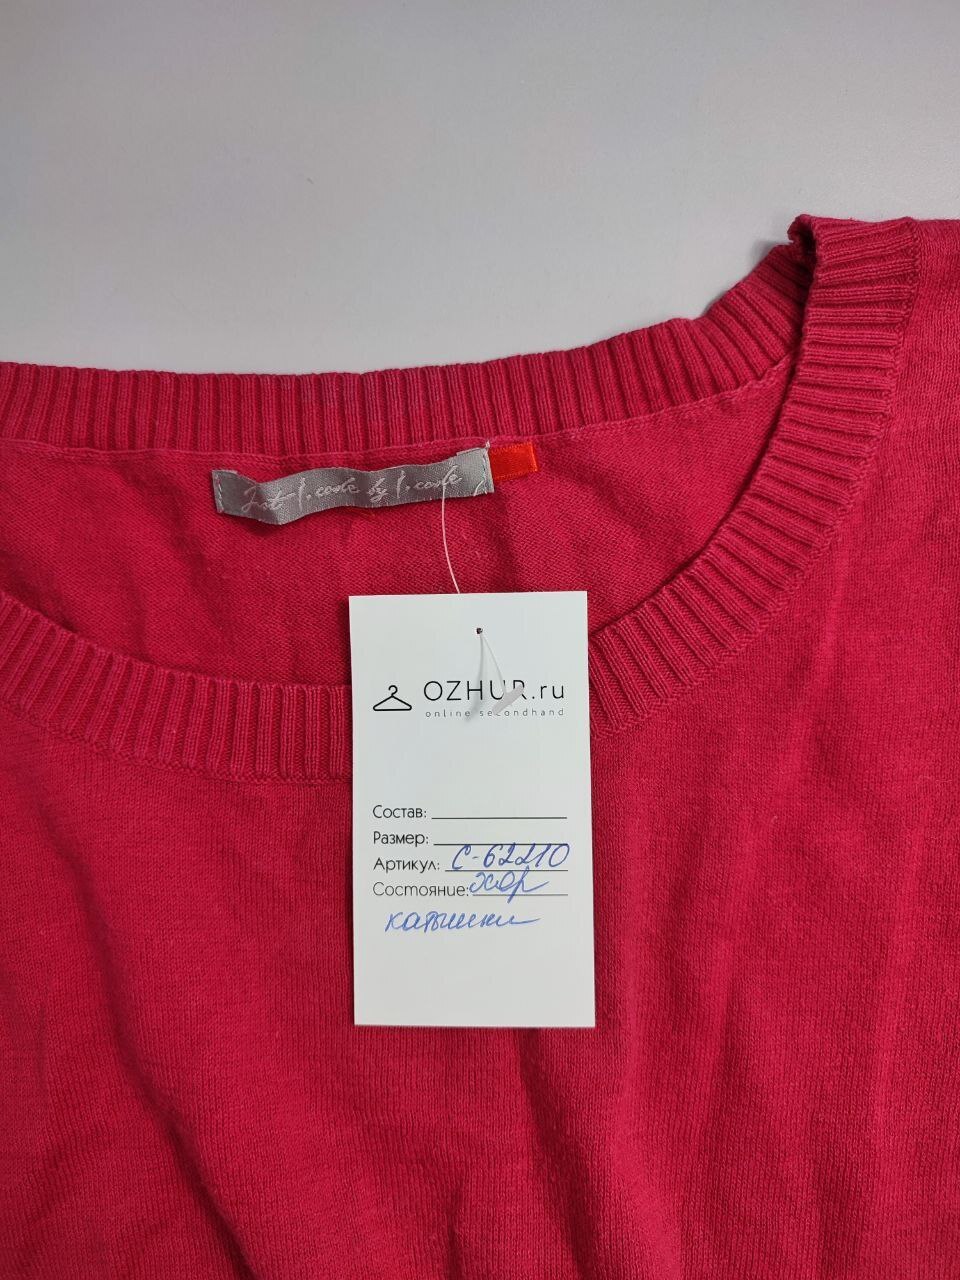 Just I.code by I.code
OZHUR.ru
online secondhand
Состав:
Размер:
Артикул: С-62210
Состояние: хор
катышки